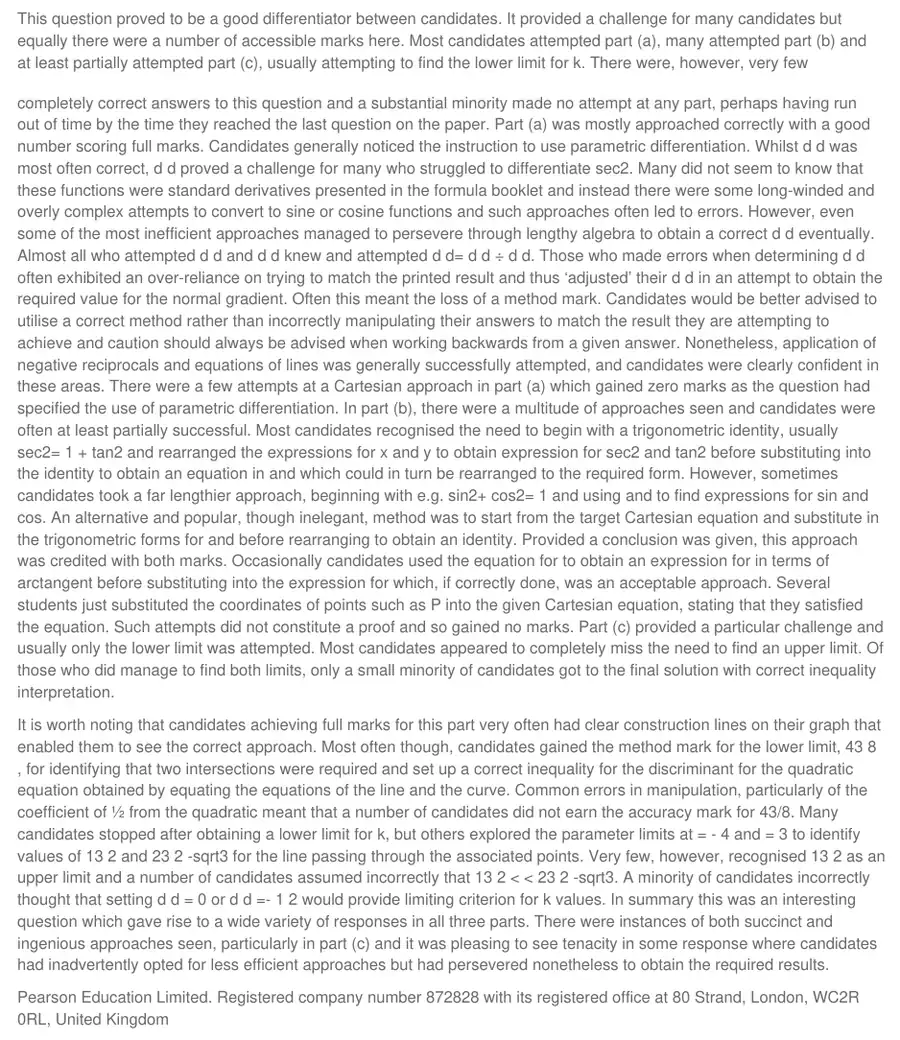 This question proved to be a good differentiator between candidates. It provided a challenge for many candidates but
equally there were a number of accessible marks here. Most candidates attempted part (a), many attempted part (b) and
at least partially attempted part (c), usually attempting to find the lower limit for k. There were, however, very few
completely correct answers to this question and a substantial minority made no attempt at any part, perhaps having run
out of time by the time they reached the last question on the paper. Part (a) was mostly approached correctly with a good
number scoring full marks. Candidates generally noticed the instruction to use parametric differentiation. Whilst d d was
most often correct, d d proved a challenge for many who struggled to differentiate sec2. Many did not seem to know that
these functions were standard derivatives presented in the formula booklet and instead there were some long-winded and
overly complex attempts to convert to sine or cosine functions and such approaches often led to errors. However, even
some of the most inefficient approaches managed to persevere through lengthy algebra to obtain a correct d d eventually.
Almost all who attempted d d and d d knew and attempted d d= d d ÷ d d. Those who made errors when determining d d
often exhibited an over-reliance on trying to match the printed result and thus ‘adjusted’ their d d in an attempt to obtain the
required value for the normal gradient. Often this meant the loss of a method mark. Candidates would be better advised to
utilise a correct method rather than incorrectly manipulating their answers to match the result they are attempting to
achieve and caution should always be advised when working backwards from a given answer. Nonetheless, application of
negative reciprocals and equations of lines was generally successfully attempted, and candidates were clearly confident in
these areas. There were a few attempts at a Cartesian approach in part (a) which gained zero marks as the question had
specified the use of parametric differentiation. In part (b), there were a multitude of approaches seen and candidates were
often at least partially successful. Most candidates recognised the need to begin with a trigonometric identity, usually
sec2= 1 + tan2 and rearranged the expressions for x and y to obtain expression for sec2 and tan2 before substituting into
the identity to obtain an equation in and which could in turn be rearranged to the required form. However, sometimes
candidates took a far lengthier approach, beginning with e.g. sin2+ cos2= 1 and using and to find expressions for sin and
cos. An alternative and popular, though inelegant, method was to start from the target Cartesian equation and substitute in
the trigonometric forms for and before rearranging to obtain an identity. Provided a conclusion was given, this approach
was credited with both marks. Occasionally candidates used the equation for to obtain an expression for in terms of
arctangent before substituting into the expression for which, if correctly done, was an acceptable approach. Several
students just substituted the coordinates of points such as P into the given Cartesian equation, stating that they satisfied
the equation. Such attempts did not constitute a proof and so gained no marks. Part (c) provided a particular challenge and
usually only the lower limit was attempted. Most candidates appeared to completely miss the need to find an upper limit. Of
those who did manage to find both limits, only a small minority of candidates got to the final solution with correct inequality
interpretation.
It is worth noting that candidates achieving full marks for this part very often had clear construction lines on their graph that
enabled them to see the correct approach. Most often though, candidates gained the method mark for the lower limit, 43 8
, for identifying that two intersections were required and set up a correct inequality for the discriminant for the quadratic
equation obtained by equating the equations of the line and the curve. Common errors in manipulation, particularly of the
coefficient of ½ from the quadratic meant that a number of candidates did not earn the accuracy mark for 43/8. Many
candidates stopped after obtaining a lower limit for k, but others explored the parameter limits at = - 4 and = 3 to identify
values of 13 2 and 23 2 -sqrt3 for the line passing through the associated points. Very few, however, recognised 13 2 as an
upper limit and a number of candidates assumed incorrectly that 13 2 < < 23 2 -sqrt3. A minority of candidates incorrectly
thought that setting d d = 0 or d d =- 1 2 would provide limiting criterion for k values. In summary this was an interesting
question which gave rise to a wide variety of responses in all three parts. There were instances of both succinct and
ingenious approaches seen, particularly in part (c) and it was pleasing to see tenacity in some response where candidates
had inadvertently opted for less efficient approaches but had persevered nonetheless to obtain the required results.
Pearson Education Limited. Registered company number 872828 with its registered office at 80 Strand, London, WC2R
0RL, United Kingdom